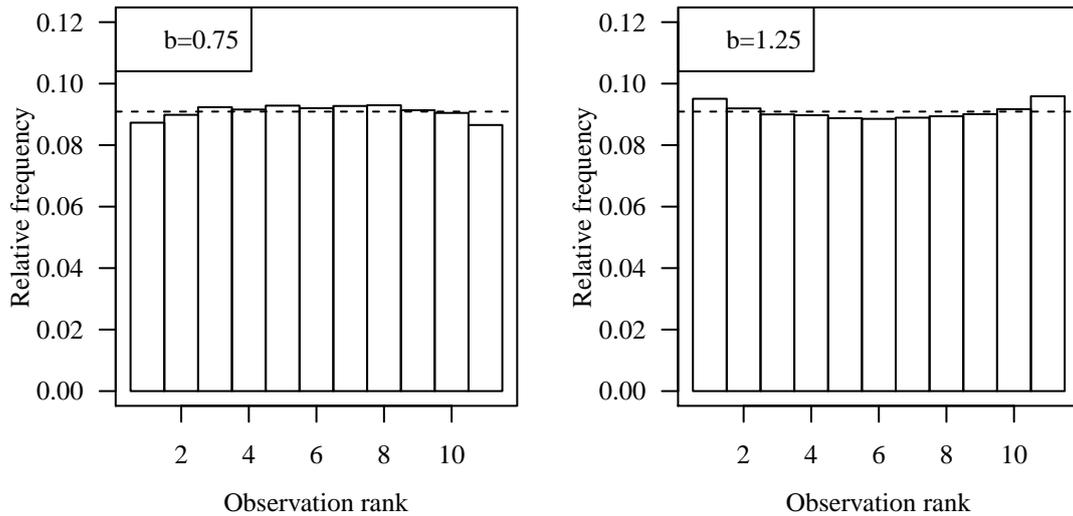 b=0.75
Relative frequency
0.12
0.10
0.08
0.06
0.04
0.02
0.00
2 4 6 8 10
Observation rank
b=1.25
Relative frequency
0.12
0.10
0.08
0.06
0.04
0.02
0.00
2 4 6 8 10
Observation rank